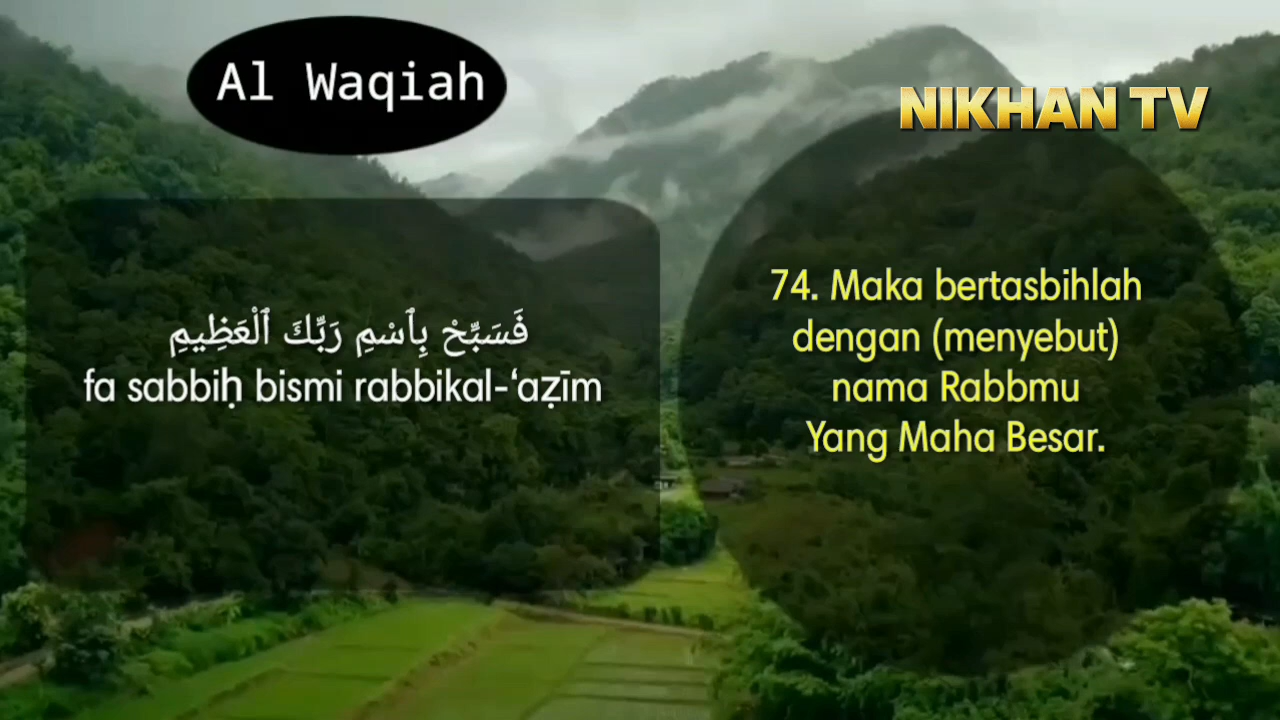 Al Waqiah
NIKHAN TV
فَسَبِّحْ بِٱسْمِ رَبِّكَ ٱلْعَظِيمِ
fa sabbiḥ bismi rabbikal-‘aẓīm
74. Maka bertasbihlah
dengan (menyebut)
nama Rabbmu
Yang Maha Besar.